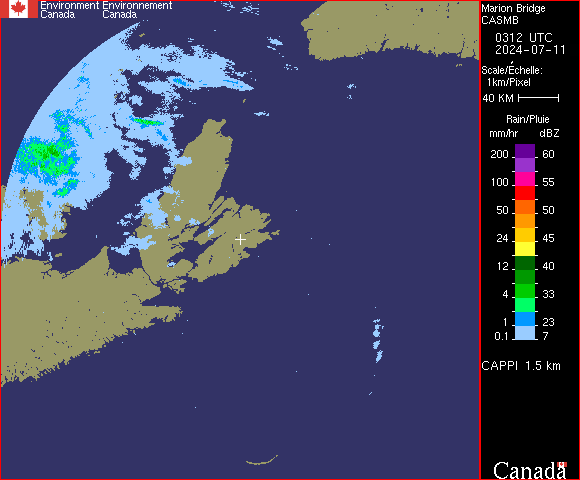 Environment Environnement
Canada Canada
Marion Bridge
CASMB
0312 UTC
2024-07-11
Scale/Échelle:
1km/Pixel
40 KM
Rain/Pluie
mm/hr dBZ
200 60
100 55
50 50
24 45
12 40
4 33
1 23
0.1 7
CAPPI 1.5 km
Canada